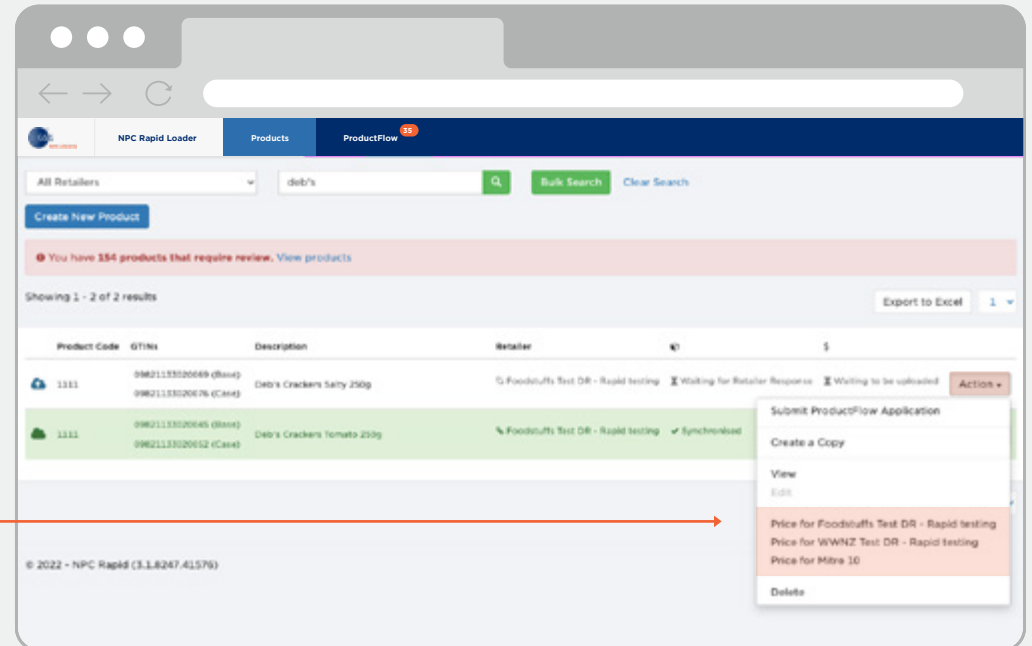 NPC Rapid Loader
Products
ProductFlow 35
All Retailers
deb's
Bulk Search
Clear Search
Create New Product
You have 154 products that require review. View products
Showing 1 - 2 of 2 results
Export to Excel
1
Product Code GTINs Description Retailer $
1111 09821133020069 (Base) Deb's Crackers Salty 250g Foodstuffs Test DR - Rapid testing Waiting for Retailer Response Waiting to be uploaded Action
09821133020076 (Case)
1111 09821133020045 (Base) Deb's Crackers Tomato 250g Foodstuffs Test DR - Rapid testing Synchronised
09821133020052 (Case)
Submit ProductFlow Application
Create a Copy
View
Edit
Price for Foodstuffs Test DR - Rapid testing
Price for WWNZ Test DR - Rapid testing
Price for Mitre 10
Delete
© 2022 - NPC Rapid (3.1.8247.41576)